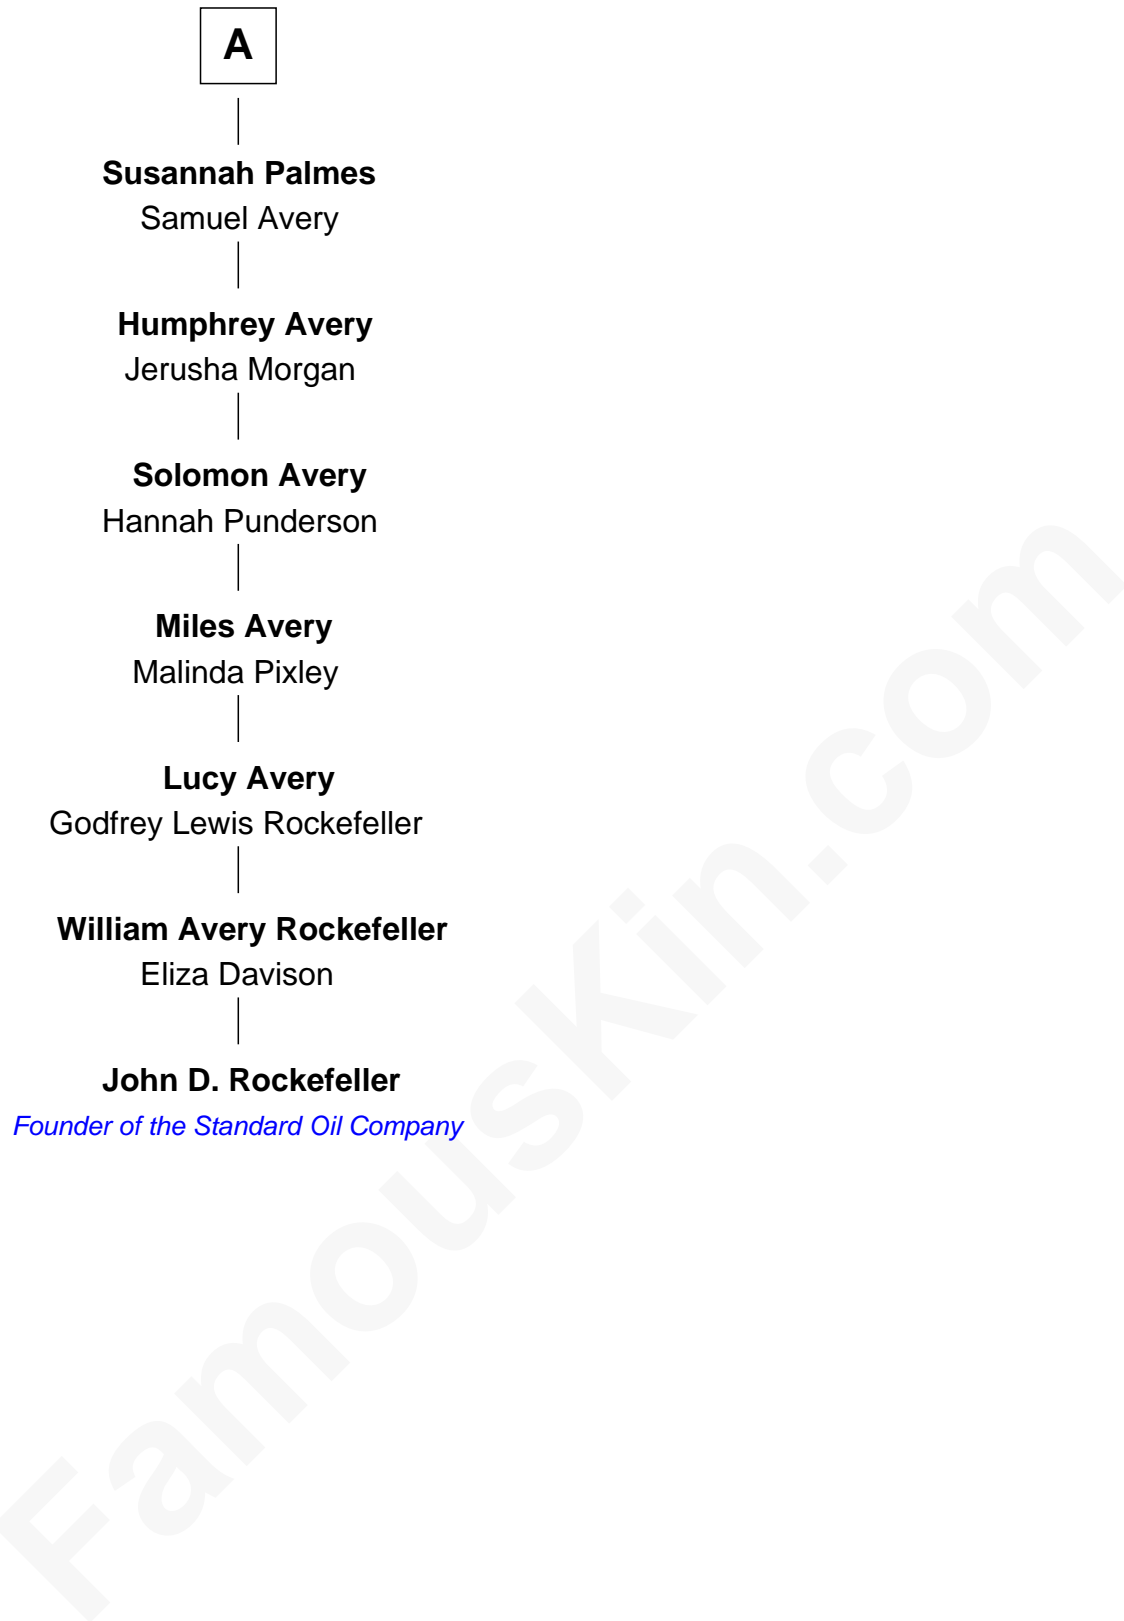 A
Susannah Palmes
Samuel Avery
Humphrey Avery
Jerusha Morgan
Solomon Avery
Hannah Punderson
Miles Avery
Malinda Pixley
Lucy Avery
Godfrey Lewis Rockefeller
William Avery Rockefeller
Eliza Davison
John D. Rockefeller
Founder of the Standard Oil Company
FamousKin.com